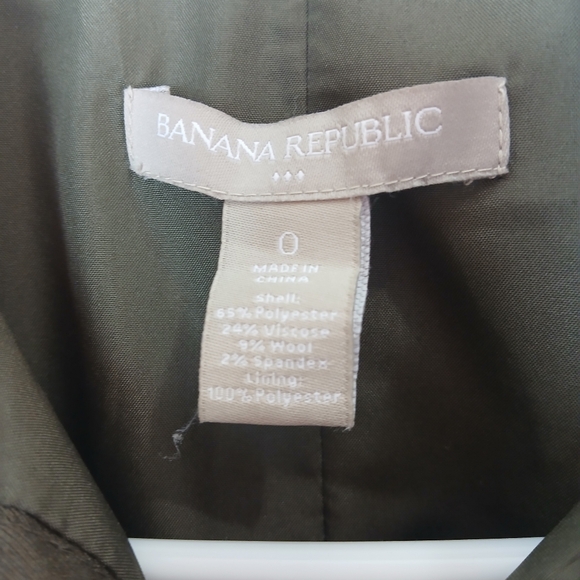 BANANA REPUBLIC
0
MADE IN
CHINA
Shell:
65% Polyester
24% Viscose
9% Wool
2% Spandex
Lining:
100% Polyester